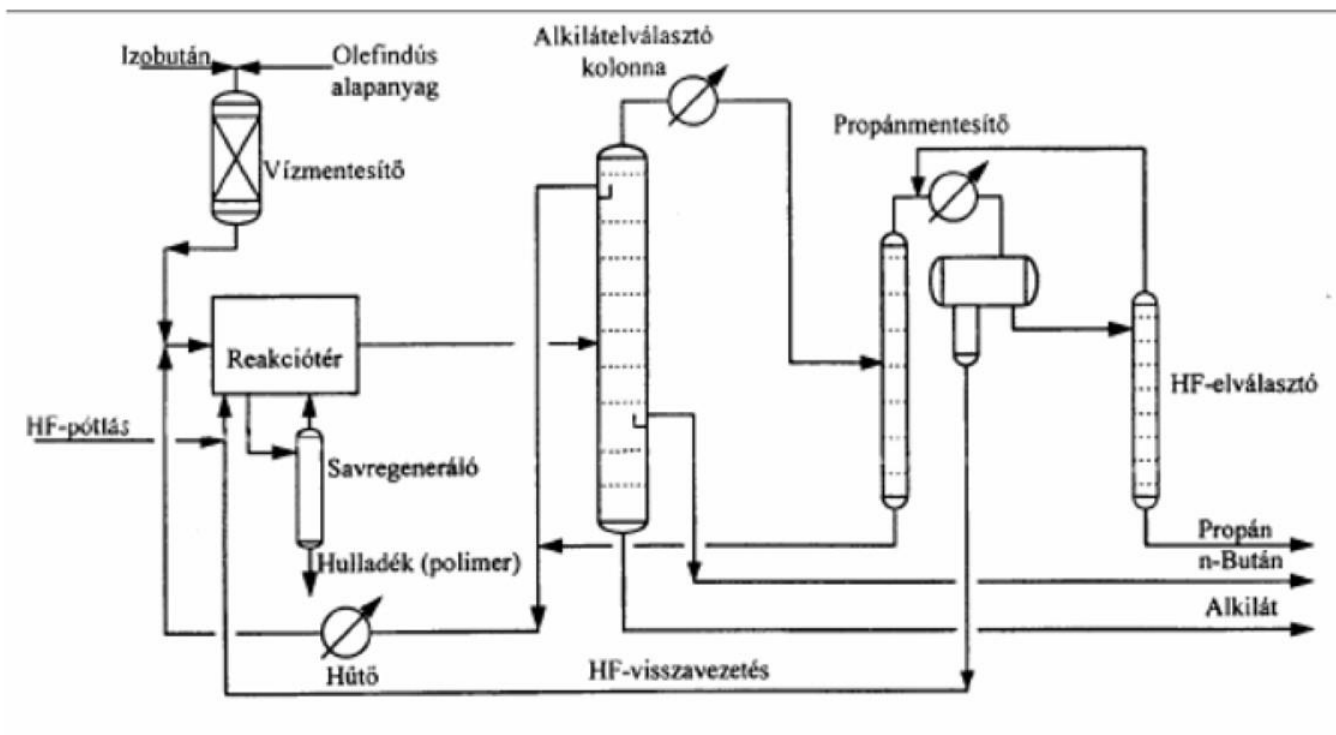 Izobután
Olefindús
alapanyag
Vízmentesítő
Alkilátelválasztó
kolonna
Propánmentesítő
Reakciótér
HF-elválasztó
HF-pótlás
Savregeneráló
Hulladék (polimer)
Propán
n-Bután
Alkilát
Hűtő
HF-visszavezetés